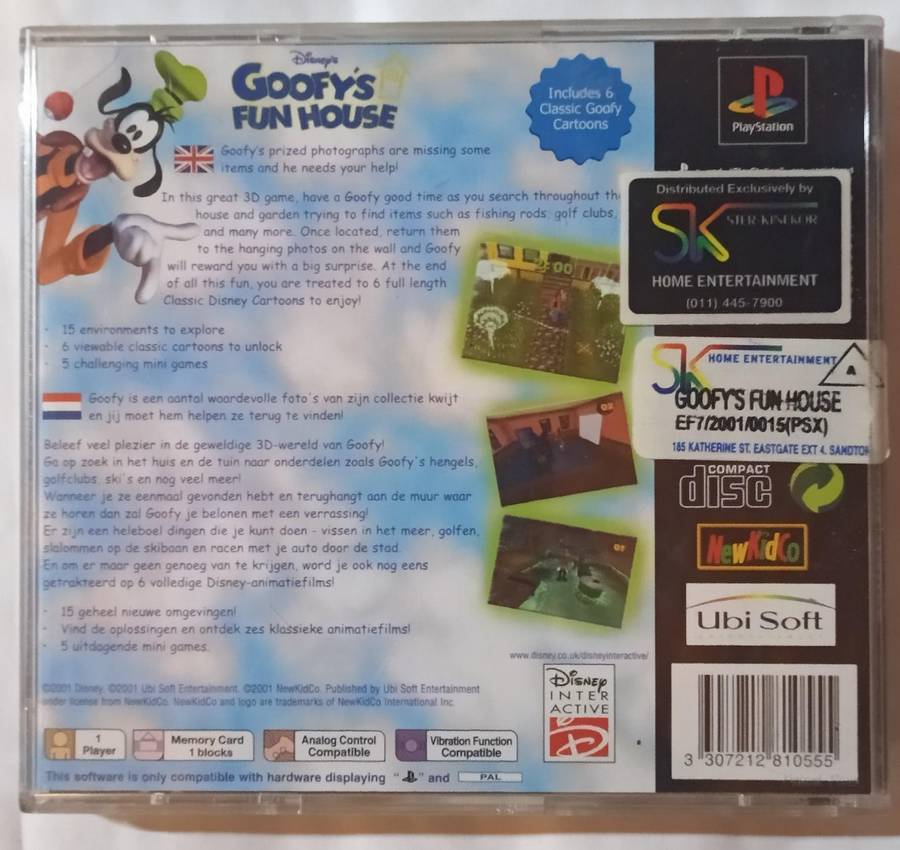 Disney's
GOOFY'S
FUN HOUSE
Includes 6
Classic Goofy
Cartoons
PlayStation
Goofy's prized photographs are missing some
items and he needs your help!
In this great 3D game, have a Goofy good time as you search throughout th
house and garden trying to find items such as fishing rods, golf clubs,
and many more. Once located, return them
to the hanging photos on the wall and Goofy
will reward you with a big surprise. At the end
of all this fun, you are treated to 6 full length
Classic Disney Cartoons to enjoy!
- 15 environments to explore
- 6 viewable classic cartoons to unlock
- 5 challenging mini games
Goofy is een aantal waardevolle foto's van zijn collectie kwijt
en jij moet hem helpen ze terug te vinden!
Beleef veel plezier in de geweldige 3D-wereld van Goofy!
Ga op zoek in het huis en de tuin naar onderdelen zoals Goofy's hengels,
golfclubs, ski's en nog veel meer!
Wanneer je ze eenmaal gevonden hebt en terughangt aan de muur waar
ze horen dan zal Goofy je belonen met een verrassing!
Er zijn een heleboel dingen die je kunt doen - vissen in het meer, golfen,
slalommen op de skibaan en racen met je auto door de stad.
En om er maar geen genoeg van te krijgen, word je ook nog eens
getrakteerd op 6 volledige Disney-animatiefilms!
- 15 geheel nieuwe omgevingen!
- Vind de oplossingen en ontdek zes klassieke animatiefilms!
- 5 uitdagende mini games.
Distributed Exclusively by
SK STER-KINEKOR
HOME ENTERTAINMENT
(011) 445-7900
SK HOME ENTERTAINMENT
A
GOOFY'S FUN HOUSE
EF7/2001/0015(PSX)
185 KATHERINE ST. EASTGATE EXT 4. SANDTO
COMPACT
disc
NewKidCo
Ubi Soft
ENTERTAINMENT
www.disney.co.uk/disneyinteractive/
©2001 Disney. ©2001 Ubi Soft Entertainment. ©2001 NewKidCo. Published by Ubi Soft Entertainment
under license from NewKidCo. NewKidCo and logo are trademarks of NewKidCo International Inc.
DISNEY
INTER
ACTIVE
1
Player
Memory Card
1 blocks
Analog Control
Compatible
Vibration Function
Compatible
This software is only compatible with hardware displaying " " and PAL
3 307212 810555